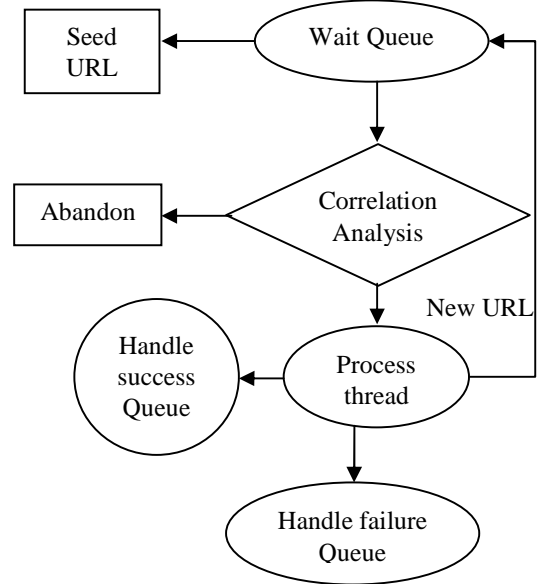 Seed
URL
Wait Queue
Abandon
Correlation
Analysis
New URL
Handle
success
Queue
Process
thread
Handle failure
Queue